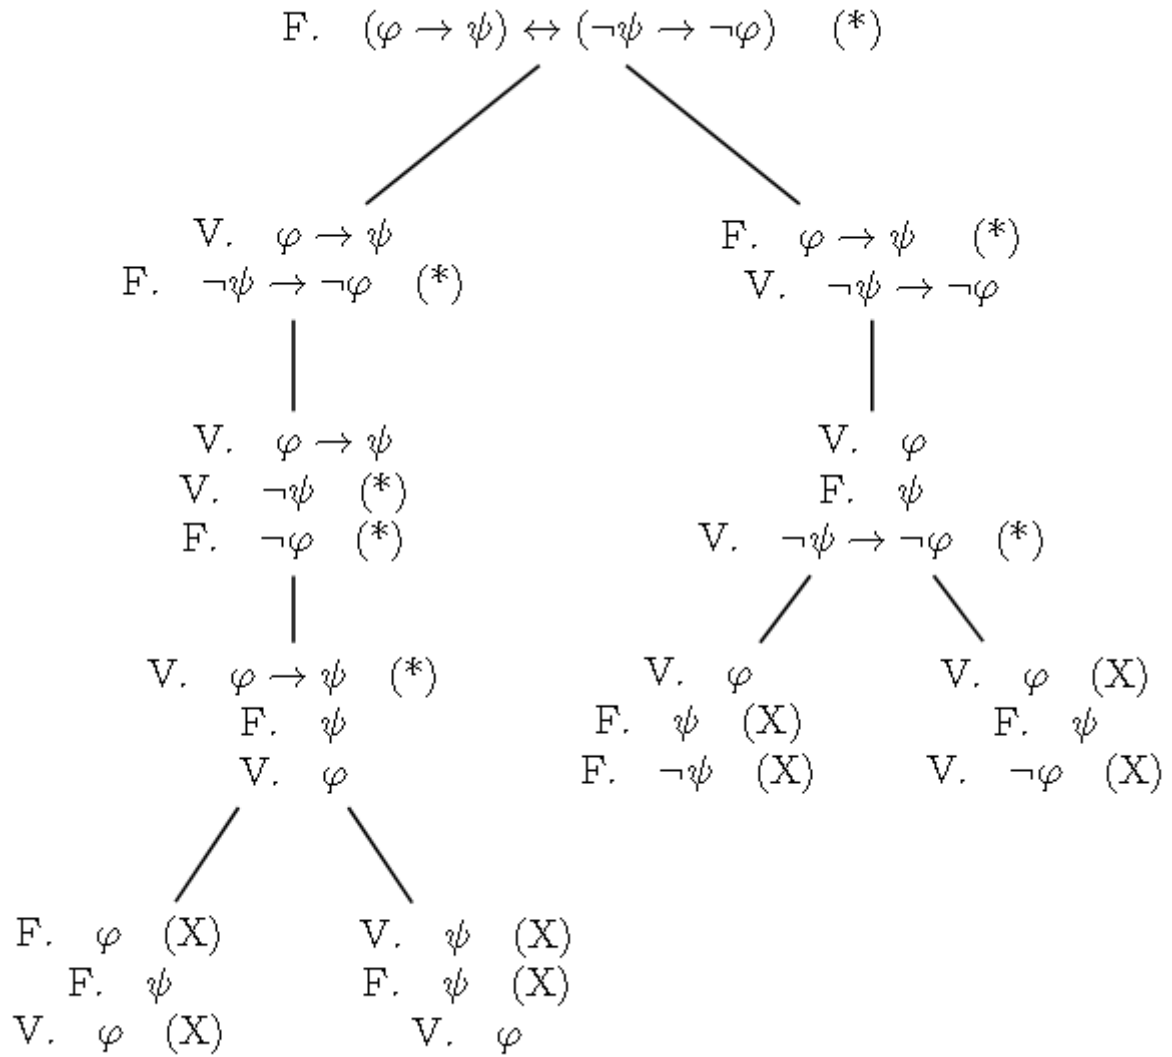 F. (φ → ψ) ↔ (¬ψ → ¬φ) (*)
V. φ → ψ
F. ¬ψ → ¬φ (*)
F. φ → ψ (*)
V. ¬ψ → ¬φ
V. φ → ψ
V. ¬ψ (*)
F. ¬φ (*)
V. φ
F. ψ
V. ¬ψ → ¬φ (*)
V. φ → ψ (*)
F. ψ
V. φ
V. φ
F. ψ (X)
F. ¬ψ (X)
V. φ (X)
F. ψ
V. ¬φ (X)
F. φ (X)
F. ψ
V. φ (X)
V. ψ (X)
F. ψ (X)
V. φ